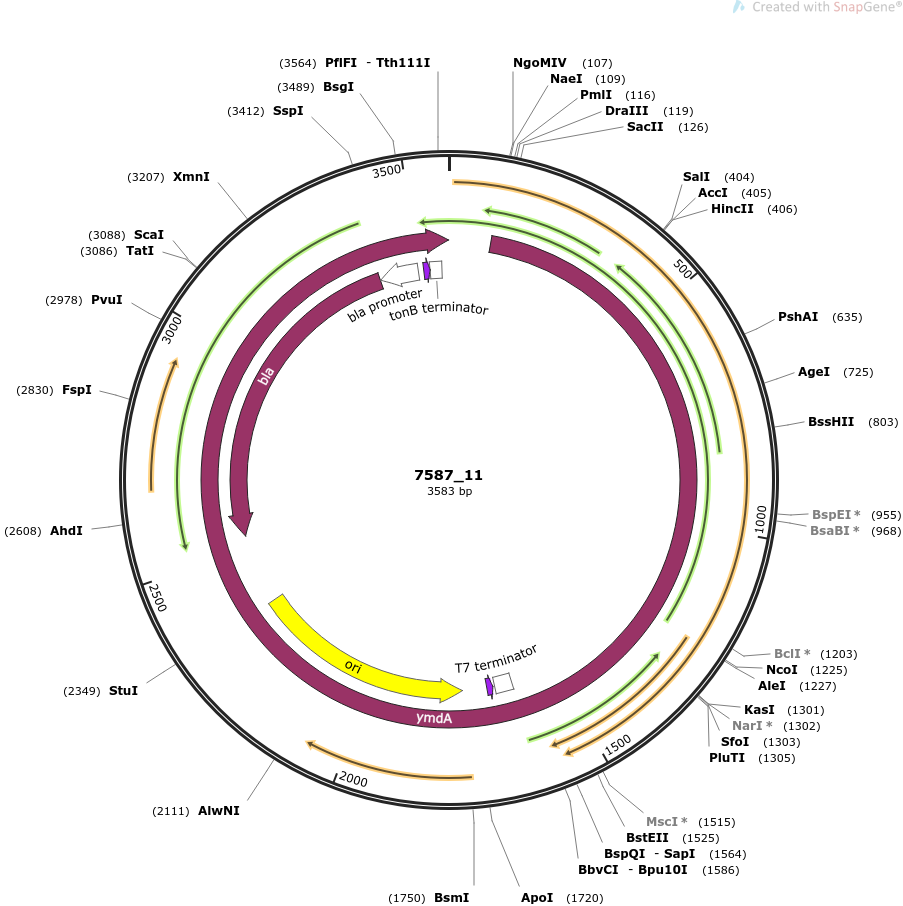 Created with SnapGene®
(3564) PflFI - Tth111I
(3489) BsgI
(3412) SspI
(3207) XmnI
(3088) ScaI
(3086) TatI
(2978) PvuI
(2830) FspI
(2608) AhdI
(2349) StuI
(2111) AlwNI
(1750) BsmI
NgoMIV (107)
NaeI (109)
PmlI (116)
DraIII (119)
SacII (126)
SalI (404)
AccI (405)
HincII (406)
PshAI (635)
AgeI (725)
BssHII (803)
BspEI * (955)
BsaBI * (968)
BclI * (1203)
NcoI (1225)
AleI (1227)
KasI (1301)
NarI * (1302)
SfoI (1303)
PluTI (1305)
MscI * (1515)
BstEII (1525)
BspQI - SapI (1564)
BbvCI - Bpu10I (1586)
ApoI (1720)
500
1000
1500
2000
2500
3000
3500
bla promoter
tonB terminator
bla
7587_11
3583 bp
T7 terminator
ori
ymdA